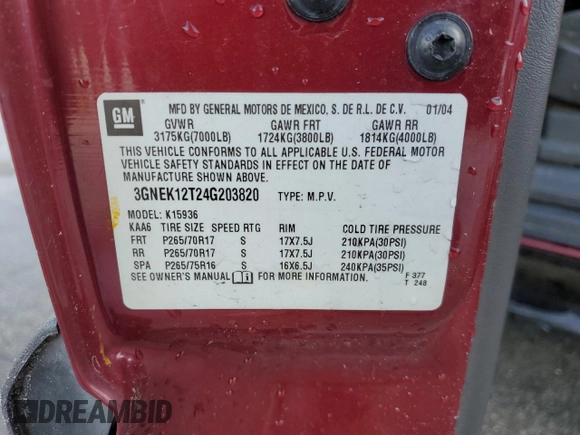 GM
MFD BY GENERAL MOTORS DE MEXICO, S. DE R.L. DE C.V. 01/04
GVWR GAWR FRT GAWR RR
3175KG(7000LB) 1724KG(3800LB) 1814KG(4000LB)
THIS VEHICLE CONFORMS TO ALL APPLICABLE U.S. FEDERAL MOTOR
VEHICLE SAFETY STANDARDS IN EFFECT ON THE DATE OF
MANUFACTURE SHOWN ABOVE.
3GNEK12T24G203820 TYPE: M.P.V.
MODEL: K15936
KAA6 TIRE SIZE SPEED RTG RIM COLD TIRE PRESSURE
FRT P265/70R17 S 17X7.5J 210KPA(30PSI)
RR P265/70R17 S 17X7.5J 210KPA(30PSI)
SPA P265/75R16 S 16X6.5J 240KPA(35PSI)
SEE OWNER'S MANUAL FOR MORE INFORMATION.
F 377
T 248
DREAMBID